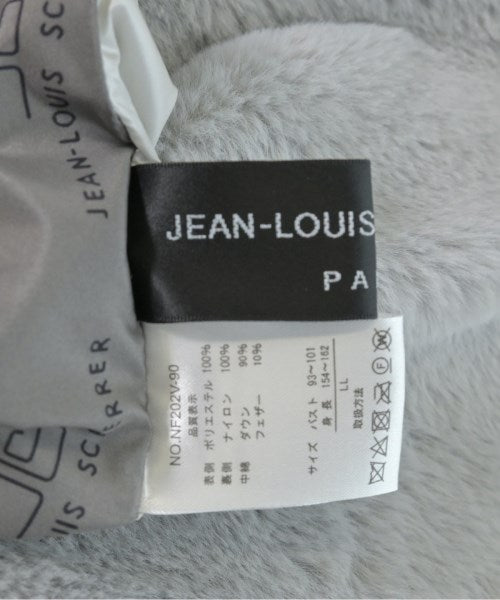 JEAN-LOUIS SC
JEAN-LOUIS
PA
SCHERRER
UIS SC
NO.NF202V-90
品質表示
表側 ポリエステル 100%
裏側 ナイロン 100%
中綿 ダウン 90%
フェザー 10%
サイズ バスト 93～101
身長 154～162
LL
取扱方法